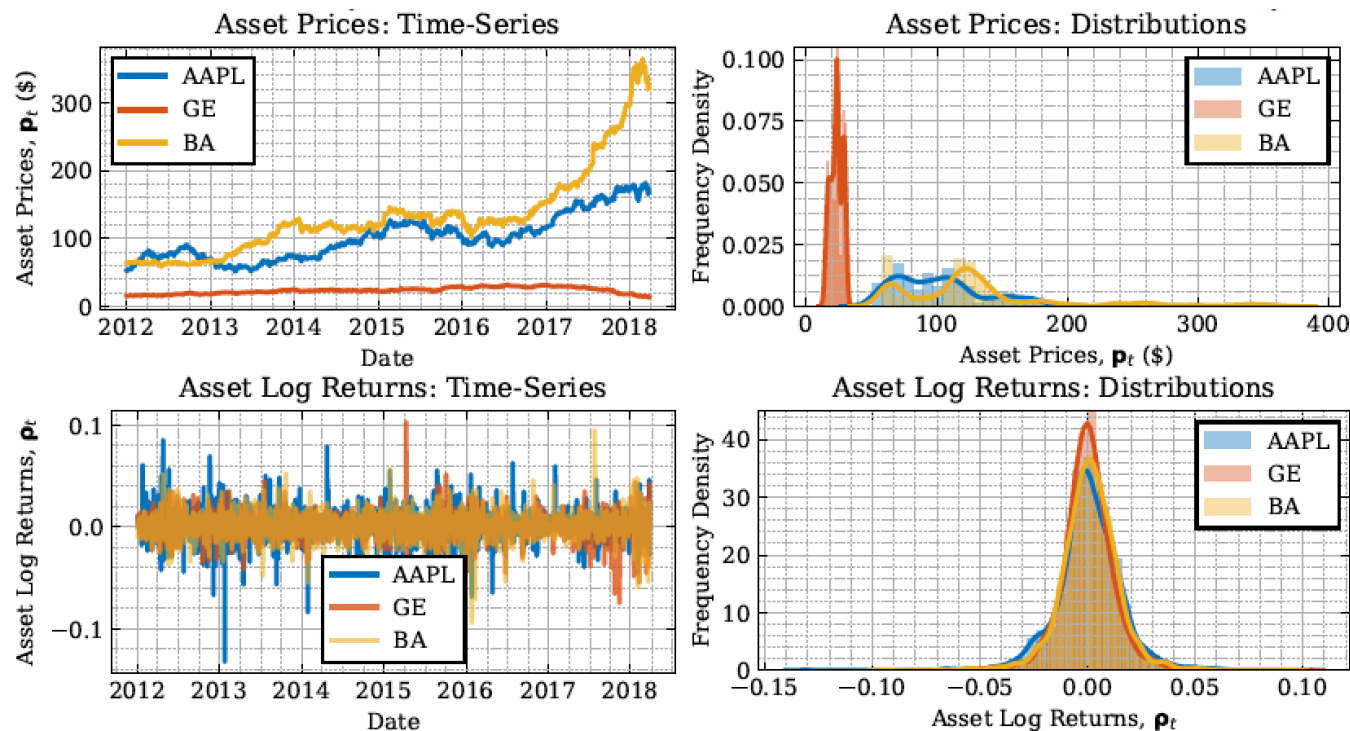 Asset Prices: Time-Series
Asset Prices, pₜ ($)
300
200
100
0
AAPL
GE
BA
2012 2013 2014 2015 2016 2017 2018
Date
Asset Prices: Distributions
Frequency Density
0.100
0.075
0.050
0.025
0.000
AAPL
GE
BA
0 100 200 300 400
Asset Prices, pₜ ($)
Asset Log Returns: Time-Series
Asset Log Returns, ρₜ
0.1
0.0
−0.1
AAPL
GE
BA
2012 2013 2014 2015 2016 2017 2018
Date
Asset Log Returns: Distributions
Frequency Density
40
30
20
10
0
AAPL
GE
BA
−0.15 −0.10 −0.05 0.00 0.05 0.10
Asset Log Returns, ρₜ